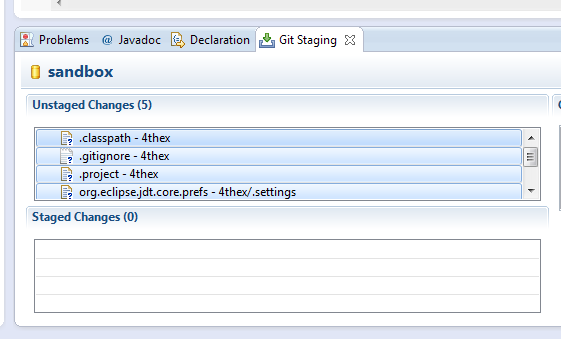 Problems @ Javadoc Declaration Git Staging
sandbox
Unstaged Changes (5)
.classpath - 4thex
.gitignore - 4thex
.project - 4thex
org.eclipse.jdt.core.prefs - 4thex/.settings
Staged Changes (0)